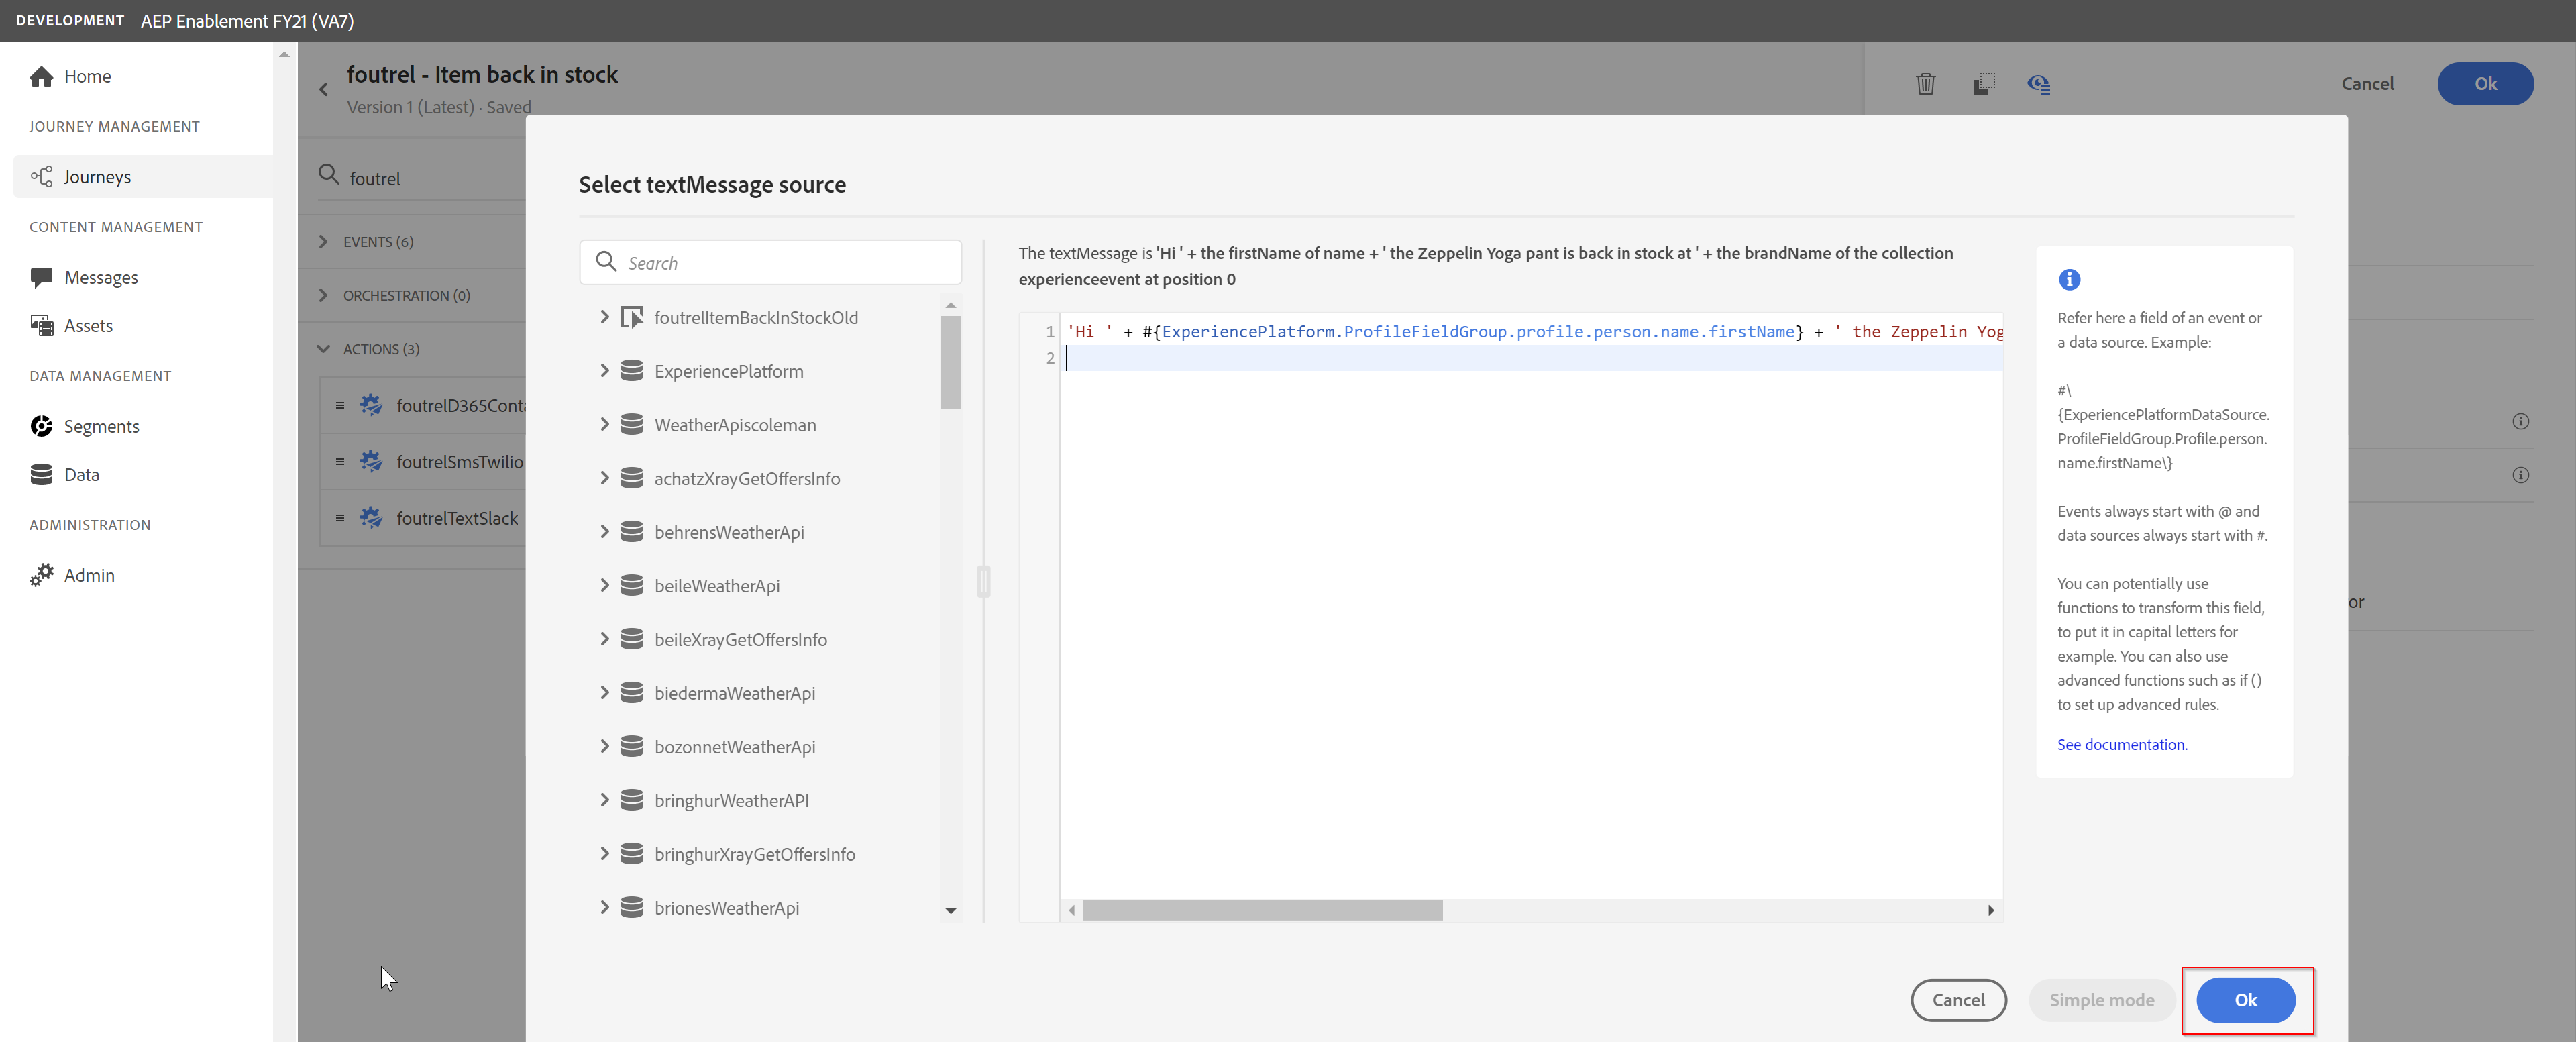 DEVELOPMENT AEP Enablement FY21 (VA7)
Home
JOURNEY MANAGEMENT
Journeys
CONTENT MANAGEMENT
Messages
Assets
DATA MANAGEMENT
Segments
Data
ADMINISTRATION
Admin
foutrel - Item back in stock
Version 1 (Latest) · Saved
Cancel
Ok
foutrel
EVENTS (6)
ORCHESTRATION (0)
ACTIONS (3)
foutrelD365Conta
foutrelSmsTwilio
foutrelTextSlack
Select textMessage source
Search
foutrelItemBackInStockOld
ExperiencePlatform
WeatherApiscoleman
achatzXrayGetOffersInfo
behrensWeatherApi
beileWeatherApi
beileXrayGetOffersInfo
biedermaWeatherApi
bozonnetWeatherApi
bringhurWeatherAPI
bringhurXrayGetOffersInfo
brionesWeatherApi
The textMessage is 'Hi ' + the firstName of name + ' the Zeppelin Yoga pant is back in stock at ' + the brandName of the collection
experienceevent at position 0
1 'Hi ' + #{ExperiencePlatform.ProfileFieldGroup.profile.person.name.firstName} + ' the Zeppelin Yog
2
Refer here a field of an event or
a data source. Example:
#\
{ExperiencePlatformDataSource.
ProfileFieldGroup.Profile.person.
name.firstName\}
Events always start with @ and
data sources always start with #.
You can potentially use
functions to transform this field,
to put it in capital letters for
example. You can also use
advanced functions such as if ()
to set up advanced rules.
See documentation.
or
Cancel
Simple mode
Ok